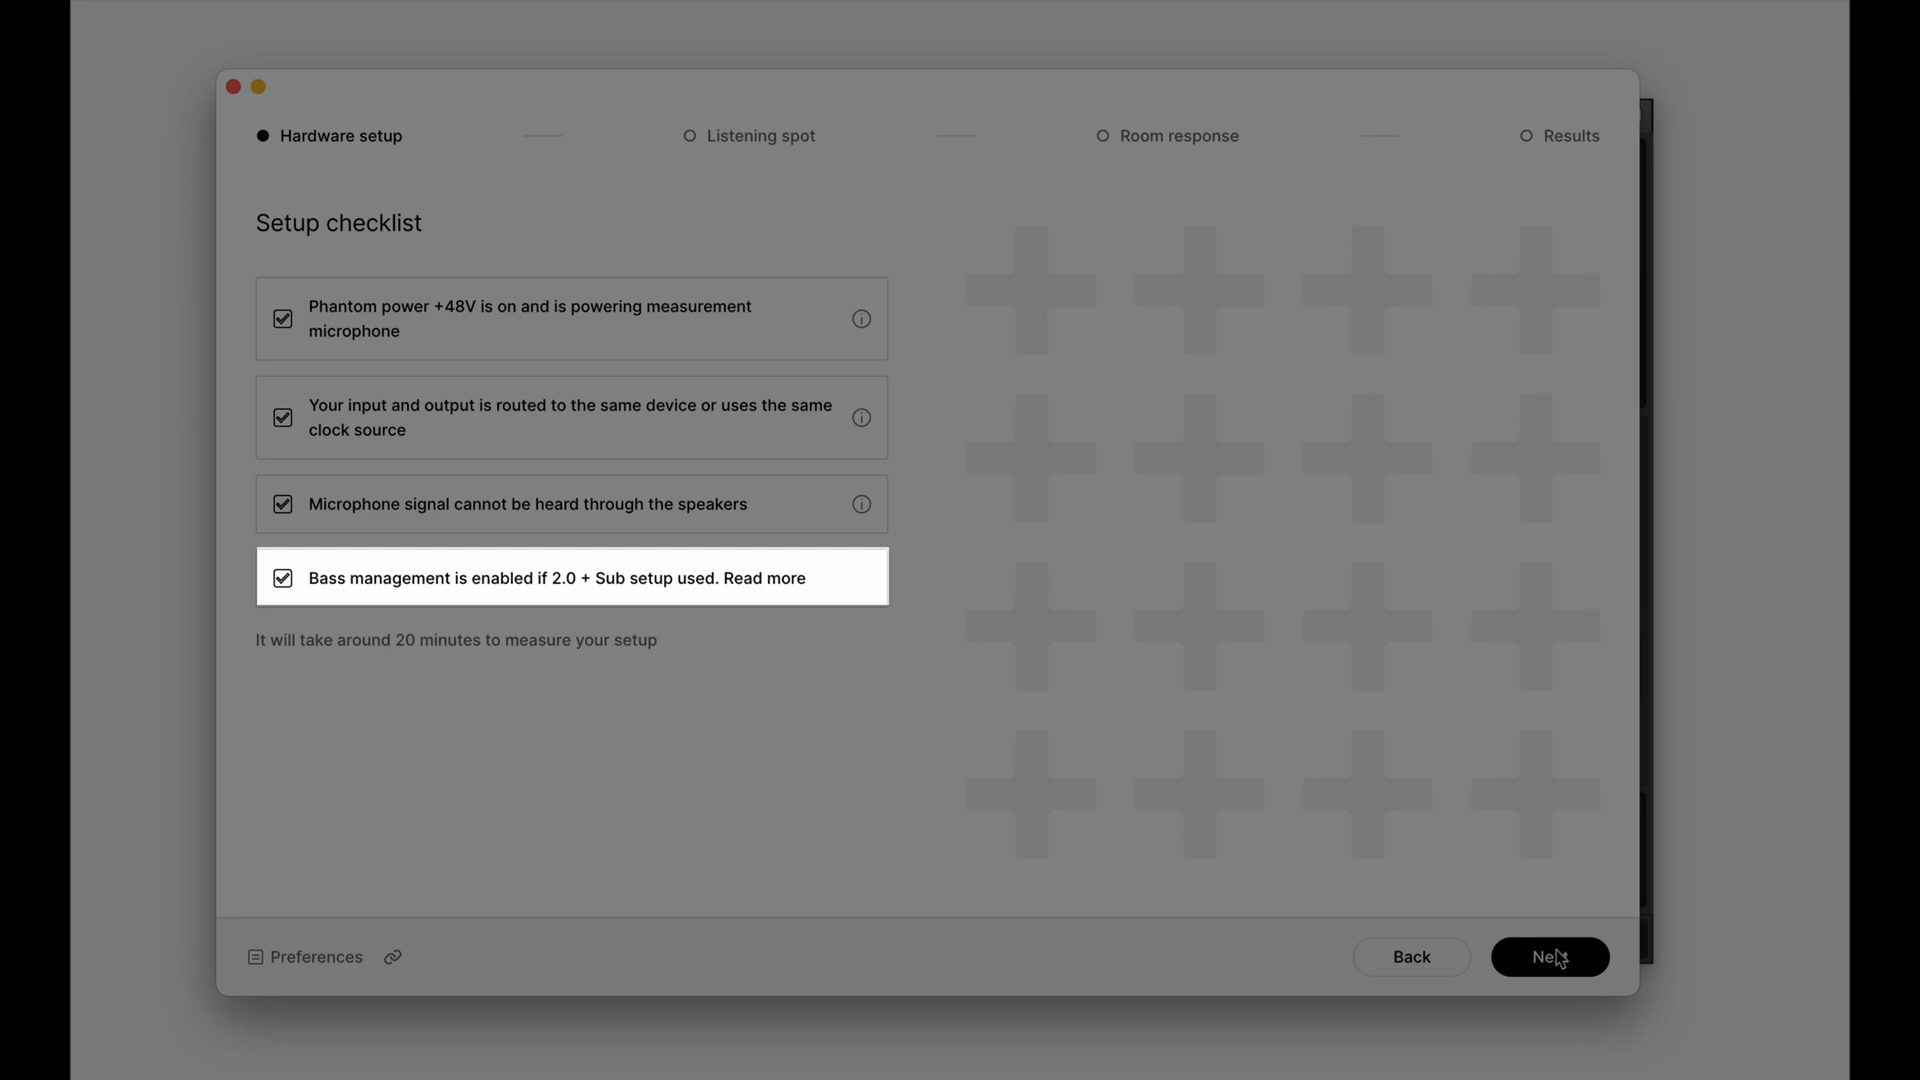 Hardware setup
Listening spot
Room response
Results
Setup checklist
Phantom power +48V is on and is powering measurement
microphone
Your input and output is routed to the same device or uses the same
clock source
Microphone signal cannot be heard through the speakers
Bass management is enabled if 2.0 + Sub setup used. Read more
It will take around 20 minutes to measure your setup
Preferences
Back
Next